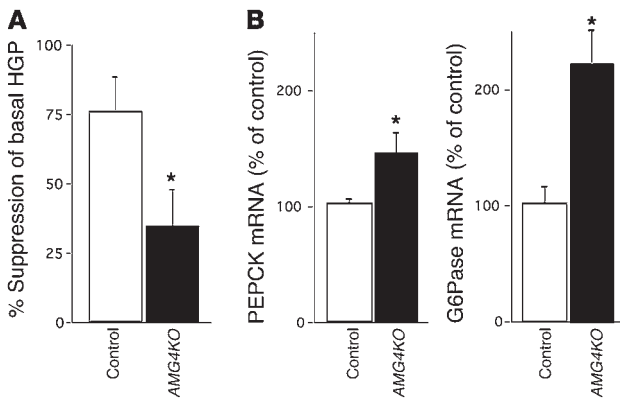 A
% Suppression of basal HGP
100
75
50
25
0
*
Control
AMG4KO
B
PEPCK mRNA (% of control)
200
100
0
*
Control
AMG4KO
G6Pase mRNA (% of control)
200
100
0
*
Control
AMG4KO